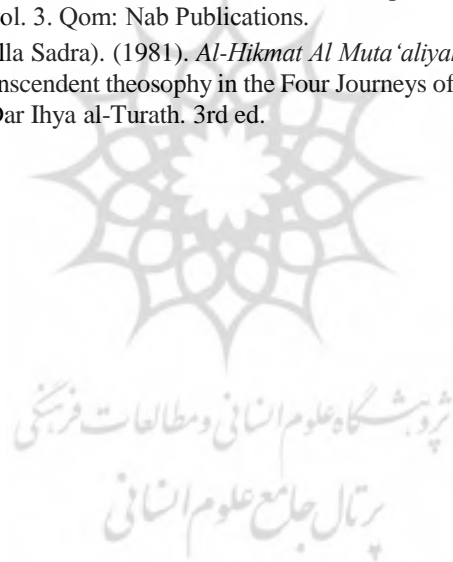 ol. 3. Qom: Nab Publications.
lla Sadra). (1981). Al-Hikmat Al Muta‘aliyah
nscendent theosophy in the Four Journeys of
Dar Ihya al-Turath. 3rd ed.
پژوهشگاه علوم انسانی و مطالعات فرهنگی
پرتال جامع علوم انسانی